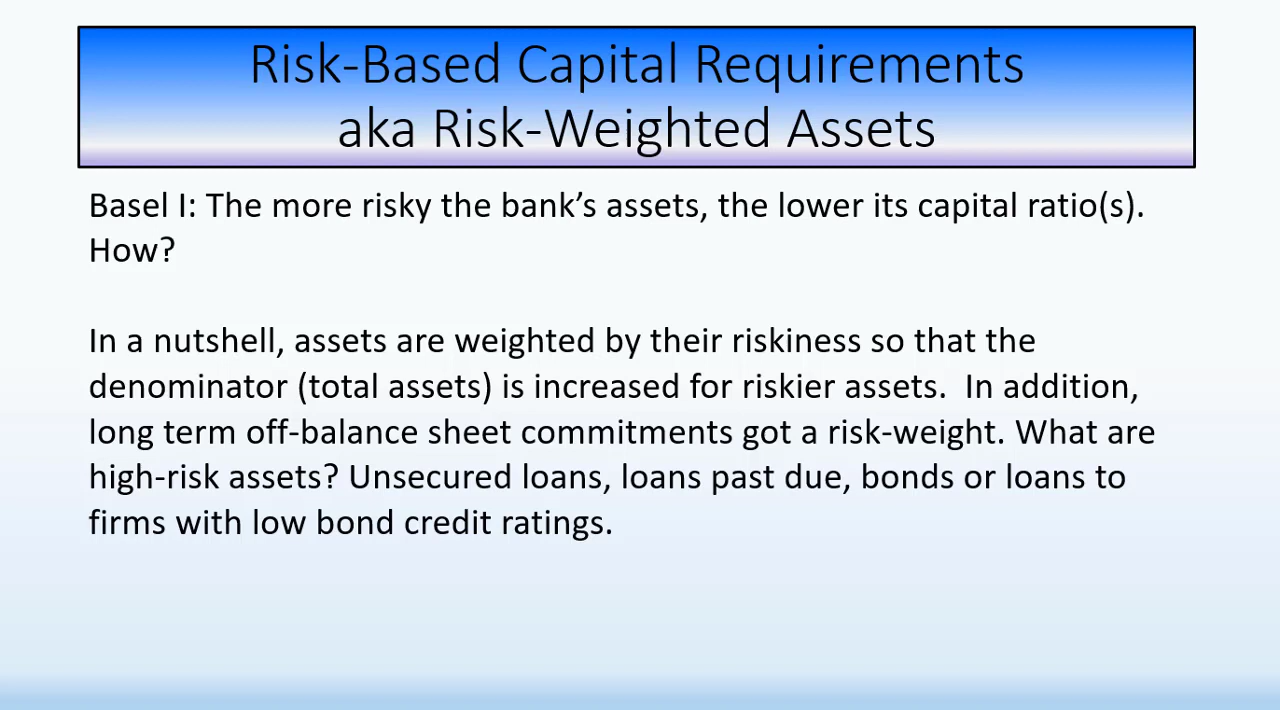 Risk-Based Capital Requirements
aka Risk-Weighted Assets
Basel I: The more risky the bank’s assets, the lower its capital ratio(s).
How?
In a nutshell, assets are weighted by their riskiness so that the
denominator (total assets) is increased for riskier assets.  In addition,
long term off-balance sheet commitments got a risk-weight. What are
high-risk assets? Unsecured loans, loans past due, bonds or loans to
firms with low bond credit ratings.